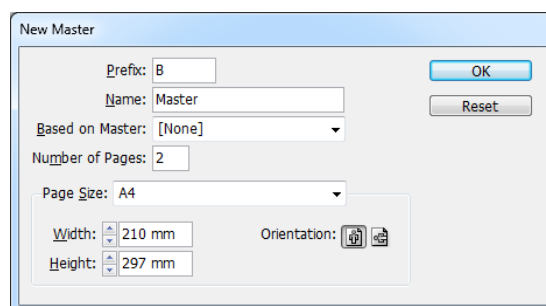 New Master
Prefix: B
OK
Name: Master
Reset
Based on Master: [None]
Number of Pages: 2
Page Size: A4
Width: 210 mm
Orientation:
Height: 297 mm